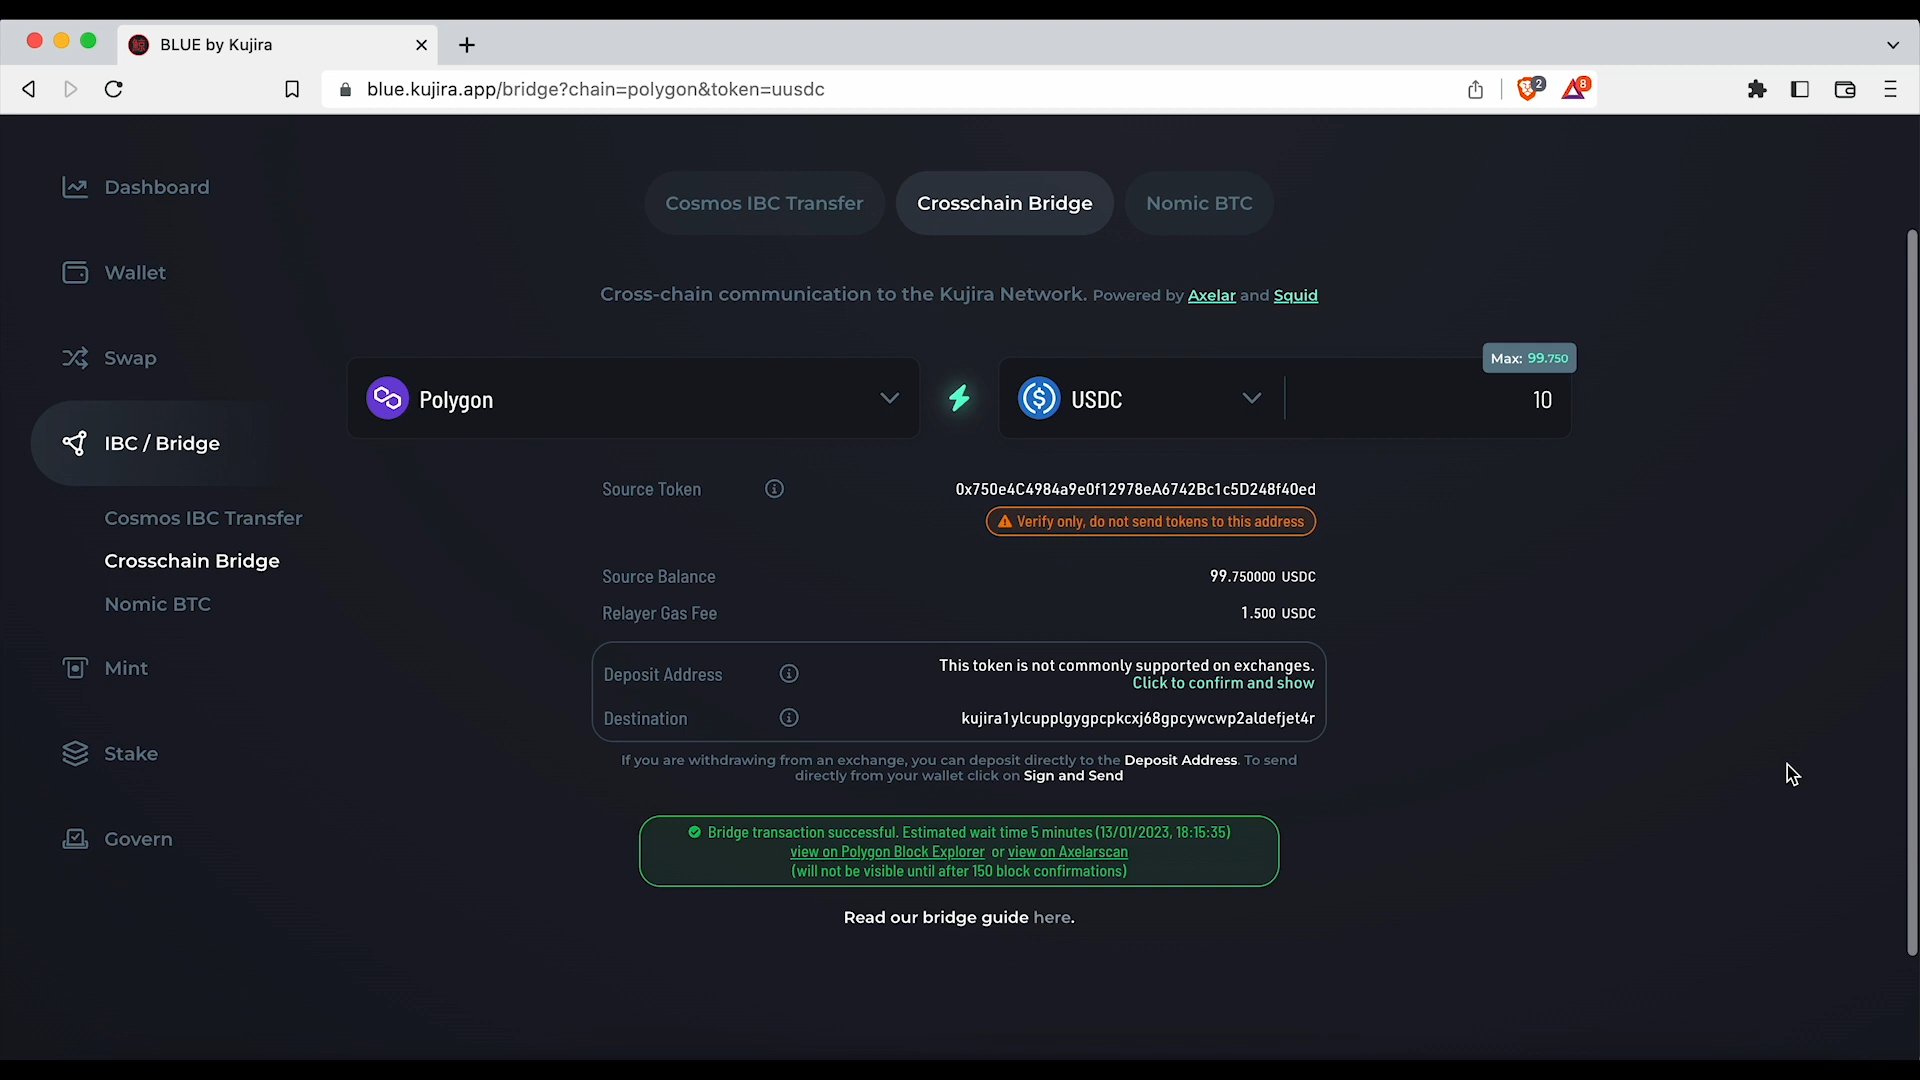 BLUE by Kujira
blue.kujira.app/bridge?chain=polygon&token=uusdc
2
8
Dashboard
Wallet
Swap
IBC / Bridge
Cosmos IBC Transfer
Crosschain Bridge
Nomic BTC
Mint
Stake
Govern
Cosmos IBC Transfer
Crosschain Bridge
Nomic BTC
Cross-chain communication to the Kujira Network. Powered by Axelar and Squid
Max: 99.750
Polygon
USDC
10
Source Token
0x750e4C4984a9e0f12978eA6742Bc1c5D248f40ed
Verify only, do not send tokens to this address
Source Balance
99.750000 USDC
Relayer Gas Fee
1.500 USDC
Deposit Address
This token is not commonly supported on exchanges.
Click to confirm and show
Destination
kujira1ylcupplgygpcpkcxj68gpcywcwp2aldefjet4r
If you are withdrawing from an exchange, you can deposit directly to the Deposit Address. To send
directly from your wallet click on Sign and Send
Bridge transaction successful. Estimated wait time 5 minutes (13/01/2023, 18:15:35)
view on Polygon Block Explorer or view on Axelarscan
(will not be visible until after 150 block confirmations)
Read our bridge guide here.